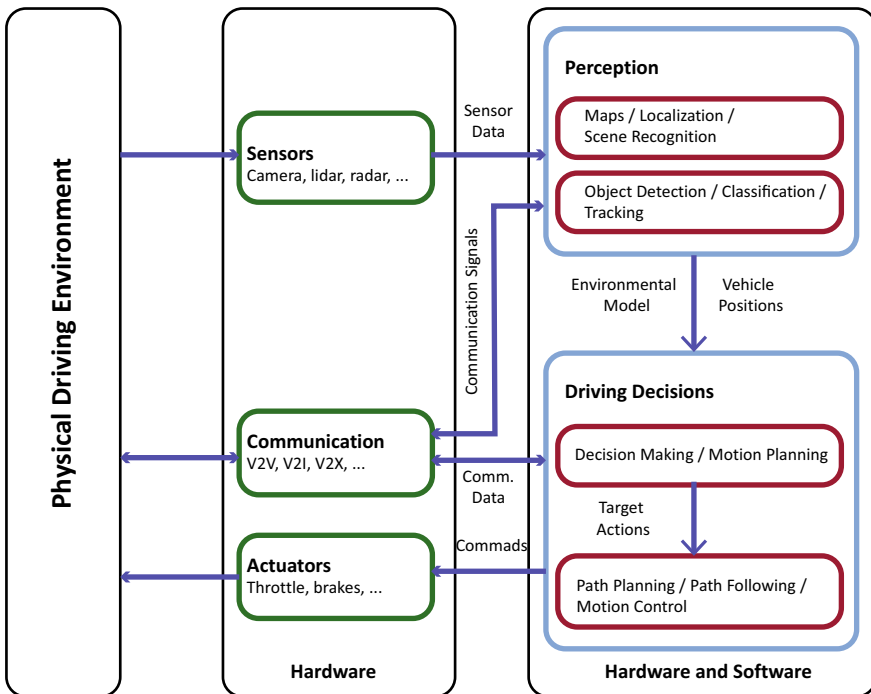 Physical Driving Environment
Sensors
Camera, lidar, radar, ...
Communication
V2V, V2I, V2X, ...
Actuators
Throttle, brakes, ...
Hardware
Sensor
Data
Communication Signals
Comm.
Data
Commads
Perception
Maps / Localization /
Scene Recognition
Object Detection / Classification /
Tracking
Environmental
Model
Vehicle
Positions
Driving Decisions
Decision Making / Motion Planning
Target
Actions
Path Planning / Path Following /
Motion Control
Hardware and Software